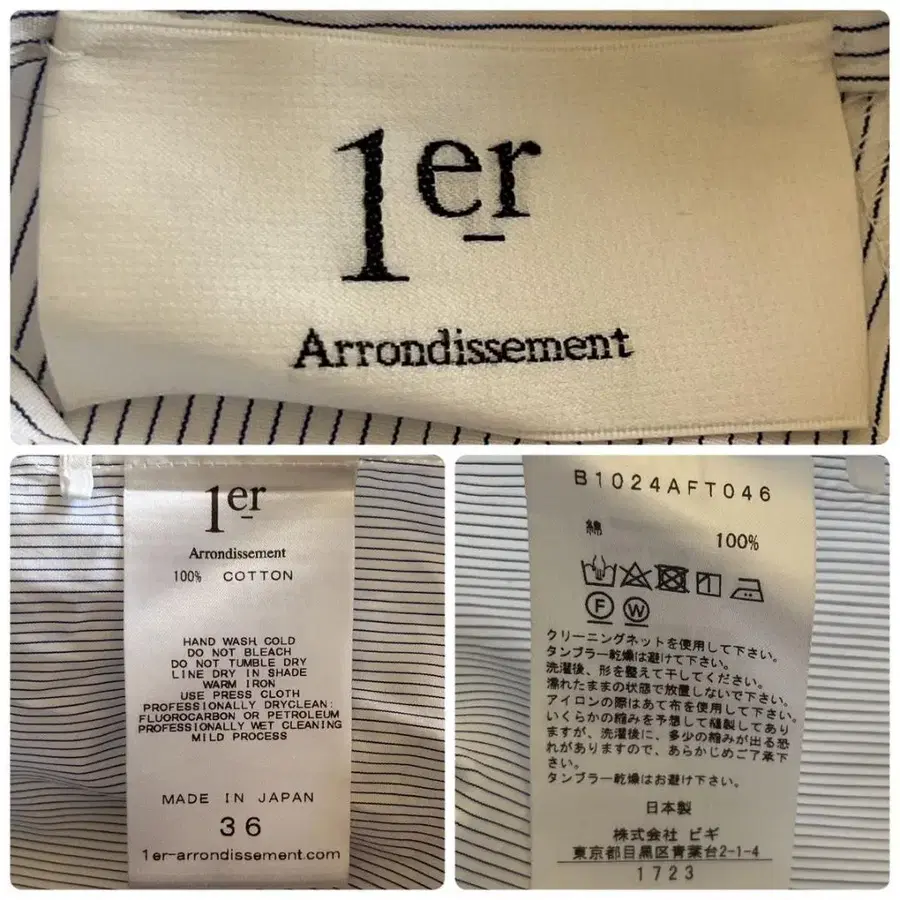 1er
Arrondissement
1er
Arrondissement
100% COTTON
HAND WASH COLD
DO NOT BLEACH
DO NOT TUMBLE DRY
LINE DRY IN SHADE
WARM IRON
USE PRESS CLOTH
PROFESSIONALLY DRYCLEAN:
FLUOROCARBON OR PETROLEUM
PROFESSIONALLY WET CLEANING
MILD PROCESS
MADE IN JAPAN
36
1er-arrondissement.com
B1024AFT046
綿 100%
F W
クリーニングネットを使用して下さい。
タンブラー乾燥は避けて下さい。
洗濯後、形を整えて干してください。
濡れたままの状態で放置しないで下さい。
アイロンの際はあて布を使用して下さい。
いくらかの縮みを予想して縫製してあり
ますが、洗濯後に、多少の縮みが出る恐
れがありますので、あらかじめご了承下
さい。
タンブラー乾燥はお避け下さい。
日本製
株式会社 ビギ
東京都目黒区青葉台2-1-4
1723